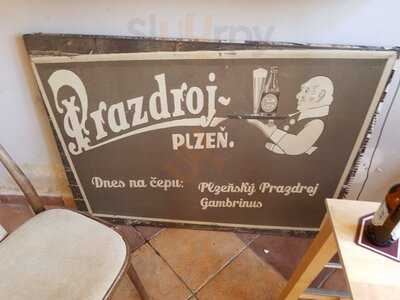 Prazdroj
PLZEŇ.
Dnes na čepu: Plzeňský Prazdroj
Gambrinus